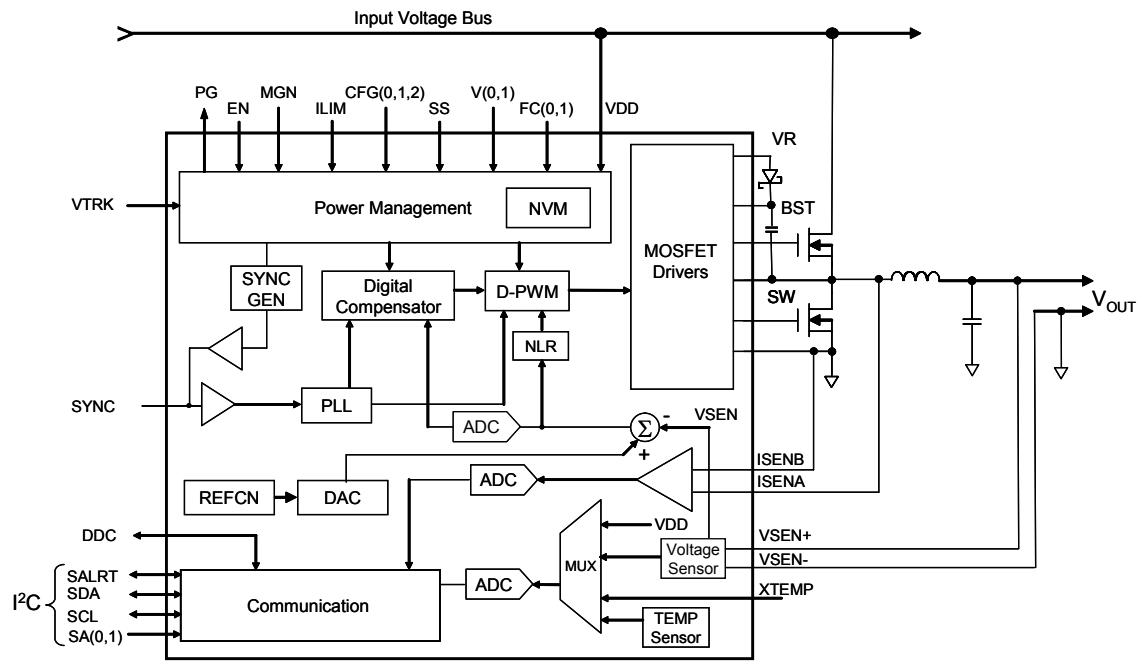 Input Voltage Bus
PG
EN
MGN
ILIM
CFG(0,1,2)
SS
V(0,1)
FC(0,1)
VDD
VR
VTRK
Power Management
NVM
BST
MOSFET
Drivers
SYNC
GEN
Digital
Compensator
D-PWM
SW
VOUT
NLR
SYNC
PLL
ADC
Σ
-
+
VSEN
ISENB
ISENA
ADC
REFCN
DAC
DDC
VDD
MUX
Voltage
Sensor
VSEN+
VSEN-
XTEMP
TEMP
Sensor
ADC
Communication
I²C
SALRT
SDA
SCL
SA(0,1)